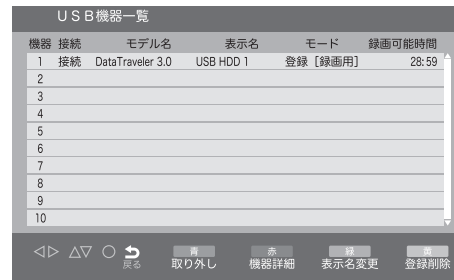 USB機器一覧
機器 接続 モデル名 表示名 モード 録画可能時間
1 接続 DataTraveler 3.0 USB HDD 1 登録［録画用］ 28:59
2
3
4
5
6
7
8
9
10
戻る
青 赤 緑 黄
取り外し 機器詳細 表示名変更 登録削除